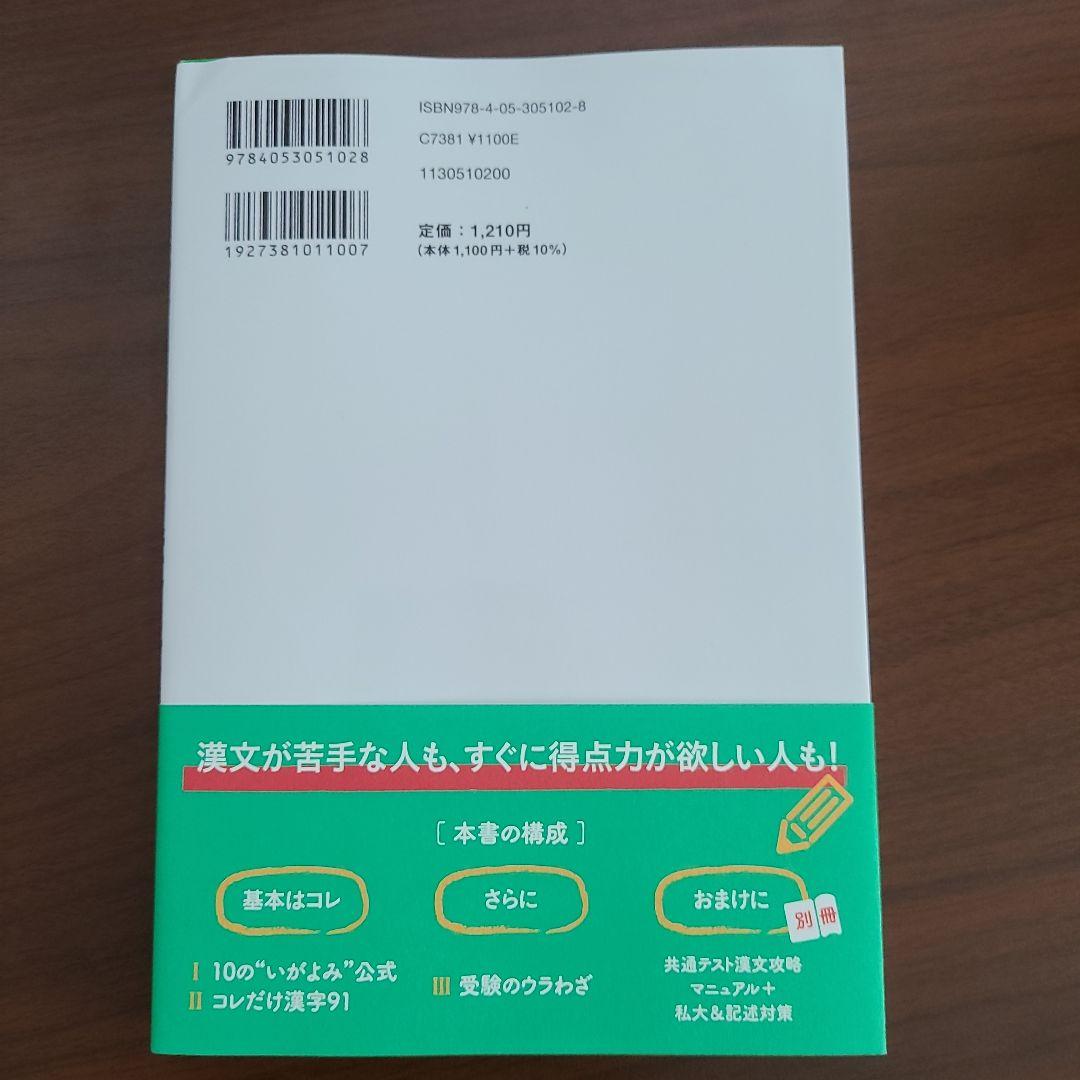 9784053051028
1927381011007
ISBN978-4-05-305102-8
C7381 ¥1100E
1130510200
定価：1,210円
（本体1,100円＋税10％）
漢文が苦手な人も、すぐに得点力が欲しい人も！
［ 本書の構成 ］
基本はコレ
Ⅰ 10の“いがよみ”公式
Ⅱ コレだけ漢字91
さらに
Ⅲ 受験のウラわざ
おまけに
別冊
共通テスト漢文攻略
マニュアル＋
私大＆記述対策